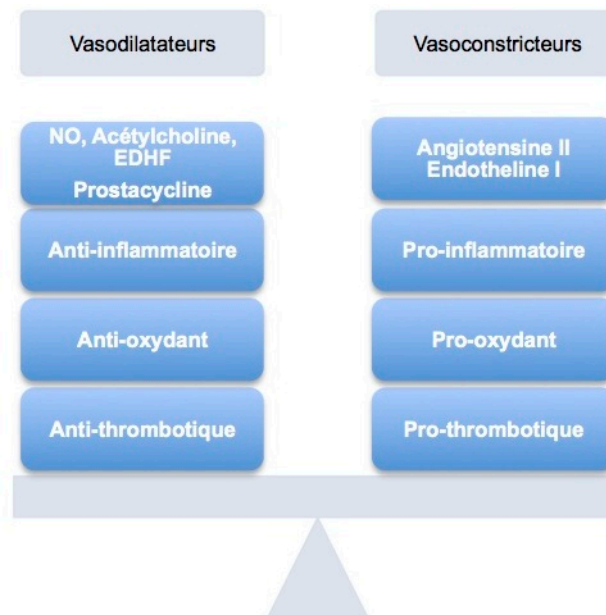 Vasodilatateurs
Vasoconstricteurs
NO, Acétylcholine,
EDHF
Prostacycline
Angiotensine II
Endotheline I
Anti-inflammatoire
Pro-inflammatoire
Anti-oxydant
Pro-oxydant
Anti-thrombotique
Pro-thrombotique